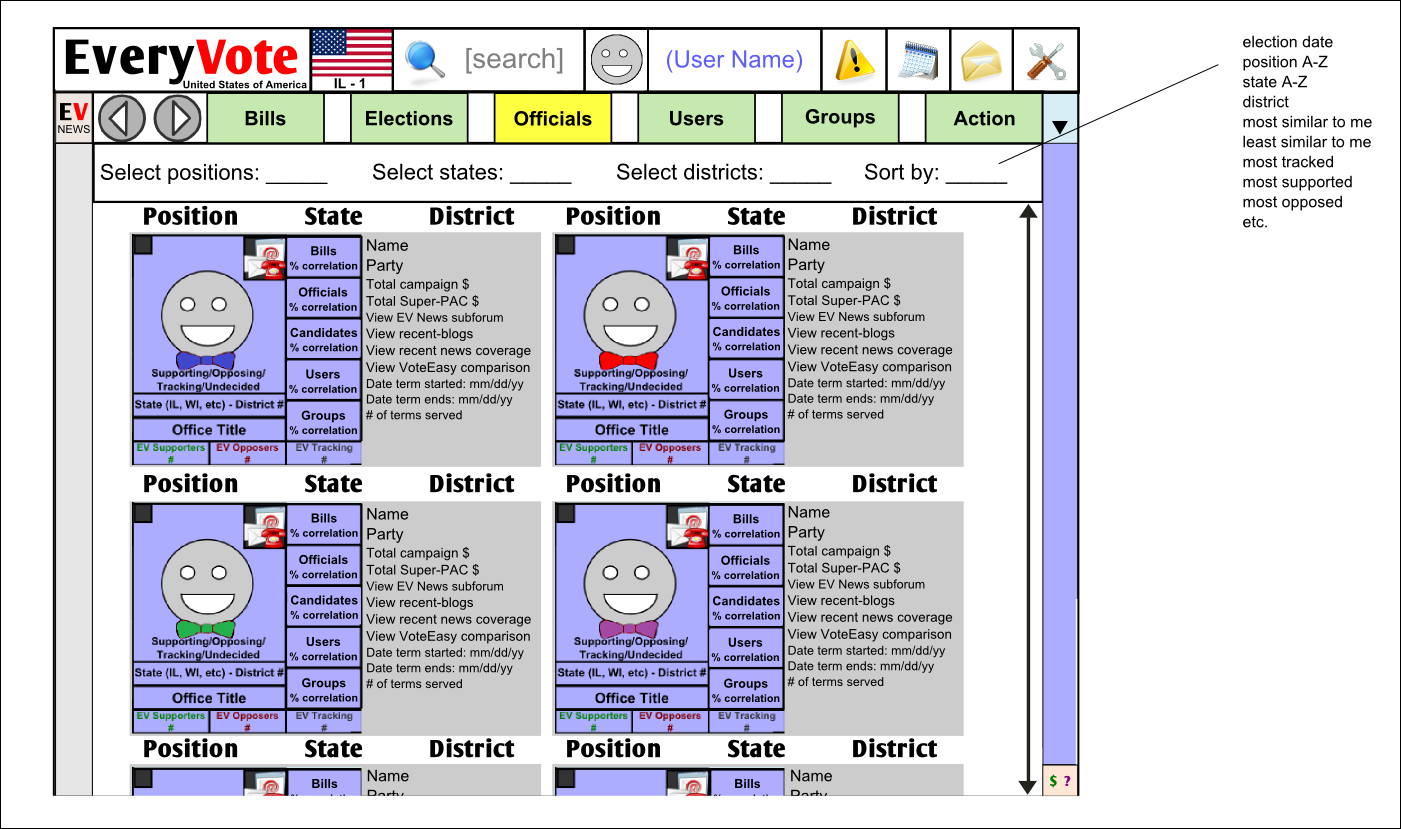 EveryVote
United States of America
IL - 1
[search]
(User Name)
EV
NEWS
Bills
Elections
Officials
Users
Groups
Action
Select positions: _____
Select states: _____
Select districts: _____
Sort by: _____
election date
position A-Z
state A-Z
district
most similar to me
least similar to me
most tracked
most supported
most opposed
etc.
Position State District
Supporting/Opposing/
Tracking/Undecided
State (IL, WI, etc) - District #
Office Title
EV Supporters
#
EV Opposers
#
EV Tracking
#
Bills
% correlation
Officials
% correlation
Candidates
% correlation
Users
% correlation
Groups
% correlation
Name
Party
Total campaign $
Total Super-PAC $
View EV News subforum
View recent-blogs
View recent news coverage
View VoteEasy comparison
Date term started: mm/dd/yy
Date term ends: mm/dd/yy
# of terms served
Position State District
Supporting/Opposing/
Tracking/Undecided
State (IL, WI, etc) - District #
Office Title
EV Supporters
#
EV Opposers
#
EV Tracking
#
Bills
% correlation
Officials
% correlation
Candidates
% correlation
Users
% correlation
Groups
% correlation
Name
Party
Total campaign $
Total Super-PAC $
View EV News subforum
View recent-blogs
View recent news coverage
View VoteEasy comparison
Date term started: mm/dd/yy
Date term ends: mm/dd/yy
# of terms served
Position State District
Supporting/Opposing/
Tracking/Undecided
State (IL, WI, etc) - District #
Office Title
EV Supporters
#
EV Opposers
#
EV Tracking
#
Bills
% correlation
Officials
% correlation
Candidates
% correlation
Users
% correlation
Groups
% correlation
Name
Party
Total campaign $
Total Super-PAC $
View EV News subforum
View recent-blogs
View recent news coverage
View VoteEasy comparison
Date term started: mm/dd/yy
Date term ends: mm/dd/yy
# of terms served
Position State District
Supporting/Opposing/
Tracking/Undecided
State (IL, WI, etc) - District #
Office Title
EV Supporters
#
EV Opposers
#
EV Tracking
#
Bills
% correlation
Officials
% correlation
Candidates
% correlation
Users
% correlation
Groups
% correlation
Name
Party
Total campaign $
Total Super-PAC $
View EV News subforum
View recent-blogs
View recent news coverage
View VoteEasy comparison
Date term started: mm/dd/yy
Date term ends: mm/dd/yy
# of terms served
Position State District
Bills
Name
Party
Position State District
Bills
Name
Party
$ ?